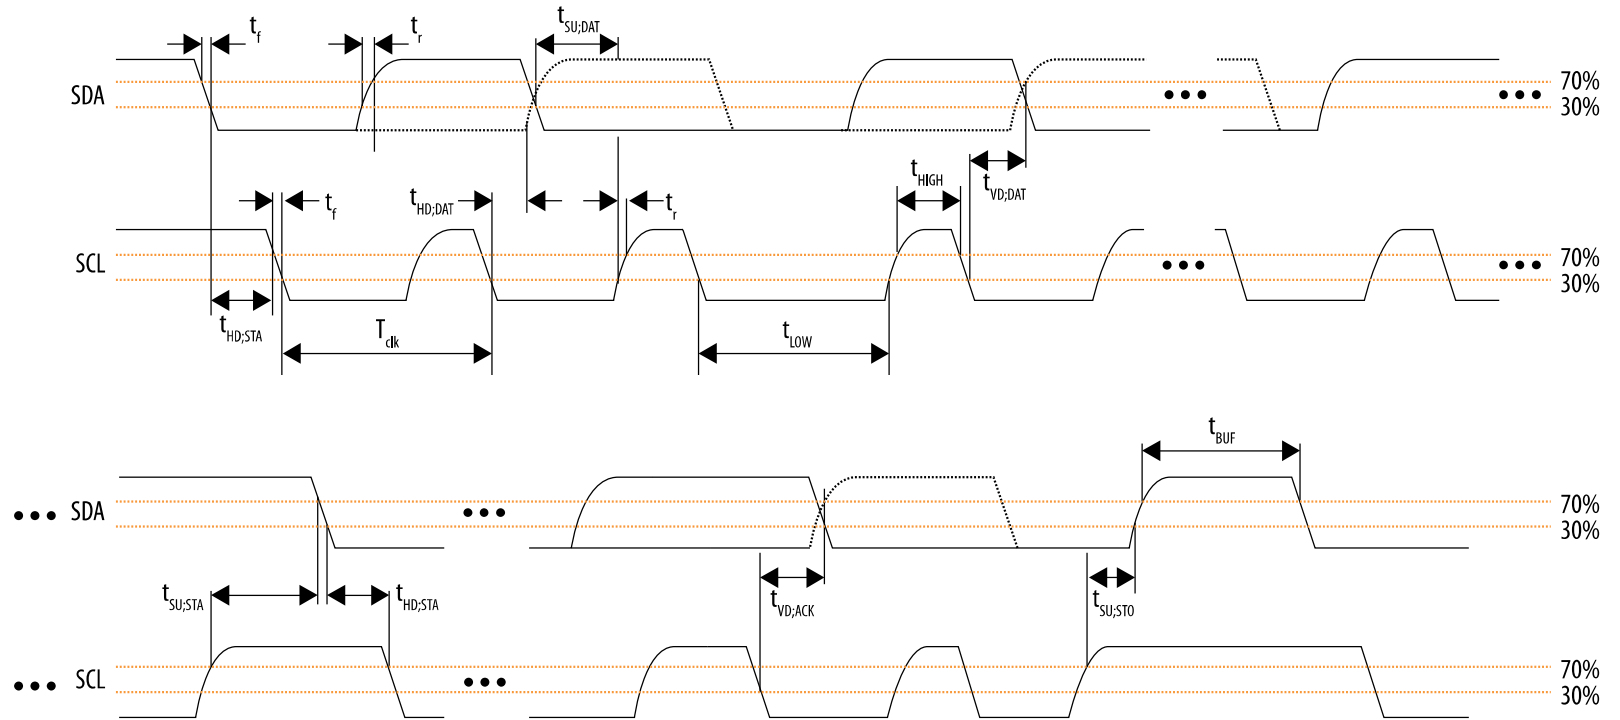 t_f t_r t_SU;DAT
SDA 70%
30%
t_HIGH t_VD;DAT
t_f t_HD;DAT t_r
SCL 70%
30%
t_HD;STA T_clk t_LOW
t_BUF
SDA 70%
30%
t_SU;STA t_HD;STA t_VD;ACK t_SU;STO
SCL 70%
30%